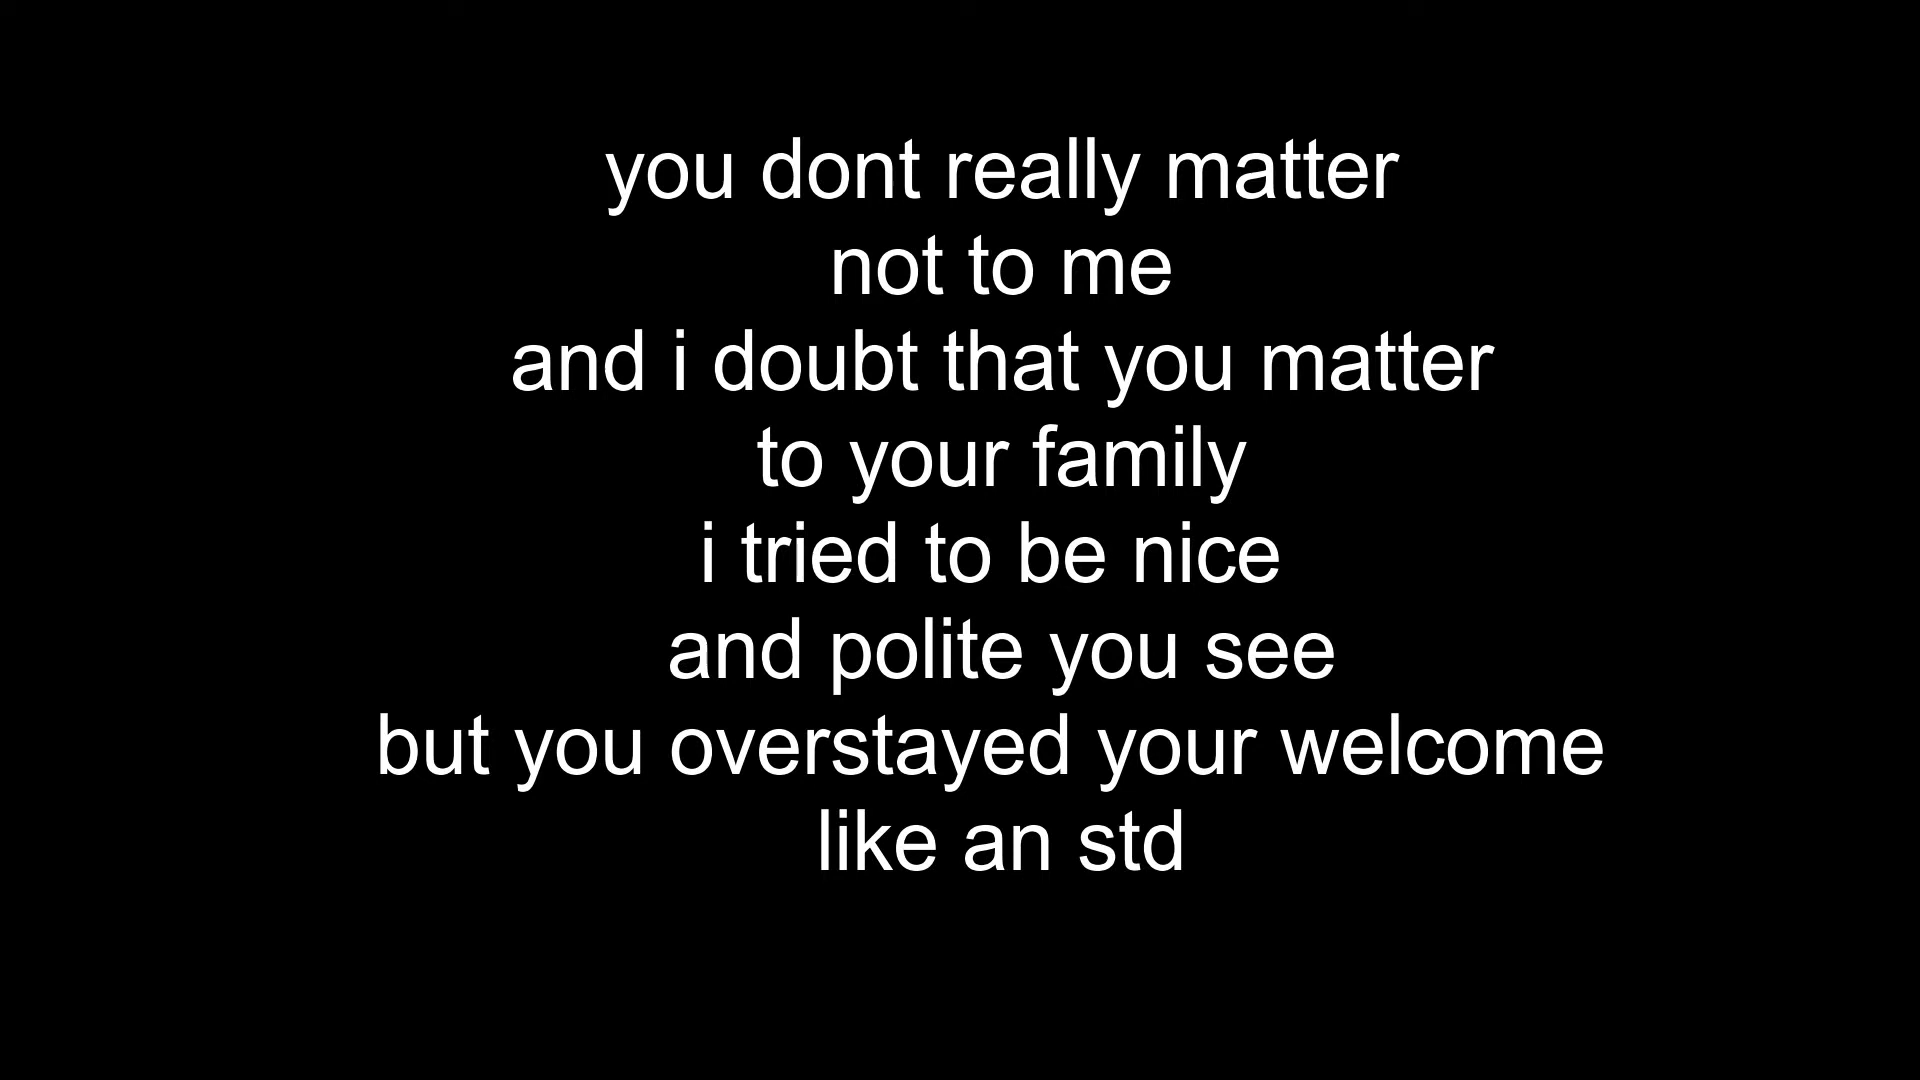 you dont really matter
not to me
and i doubt that you matter
to your family
i tried to be nice
and polite you see
but you overstayed your welcome
like an std